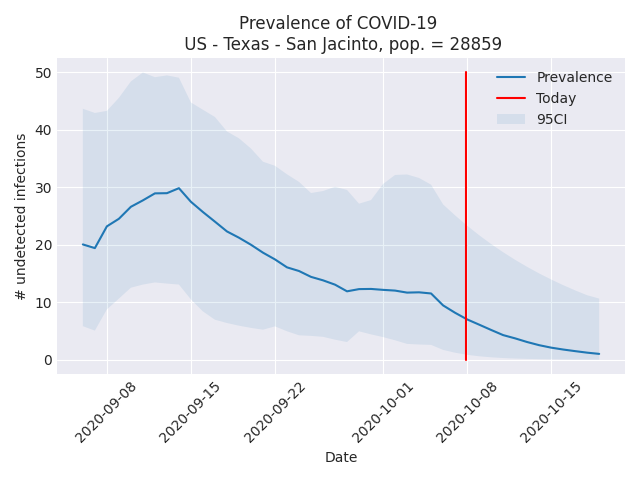 Prevalence of COVID-19
US - Texas - San Jacinto, pop. = 28859
Prevalence
Today
95CI
# undetected infections
50
40
30
20
10
0
2020-09-08
2020-09-15
2020-09-22
2020-10-01
2020-10-08
2020-10-15
Date